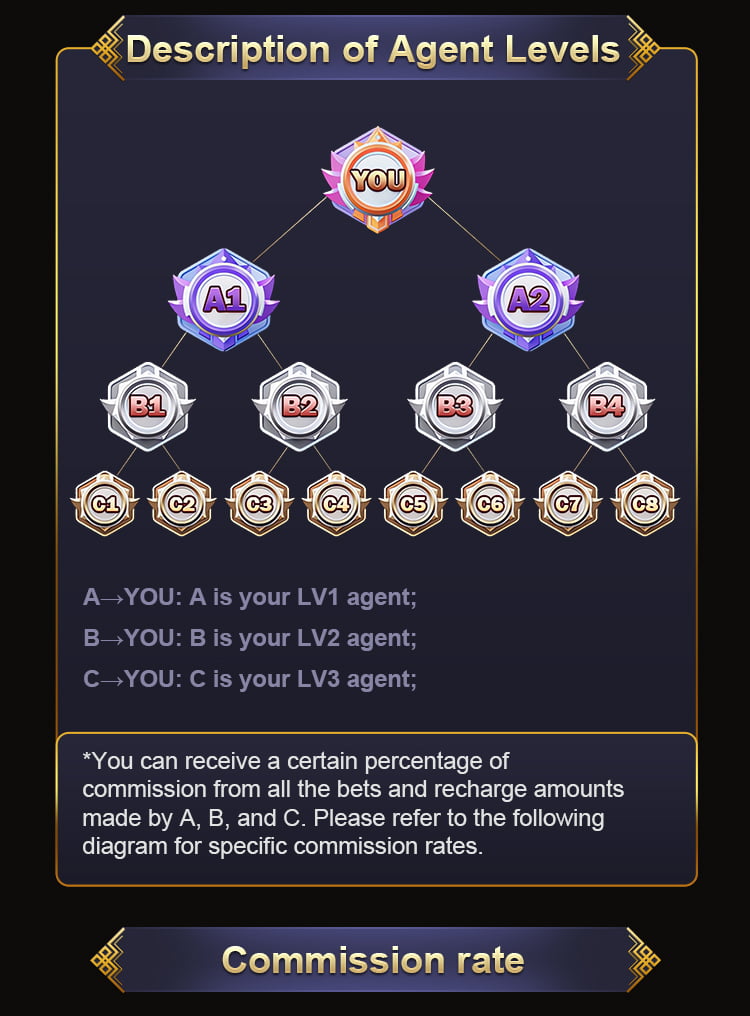 Description of Agent Levels
YOU
A1 A2
B1 B2 B3 B4
C1 C2 C3 C4 C5 C6 C7 C8
A→YOU: A is your LV1 agent;
B→YOU: B is your LV2 agent;
C→YOU: C is your LV3 agent;
*You can receive a certain percentage of
commission from all the bets and recharge amounts
made by A, B, and C. Please refer to the following
diagram for specific commission rates.
Commission rate